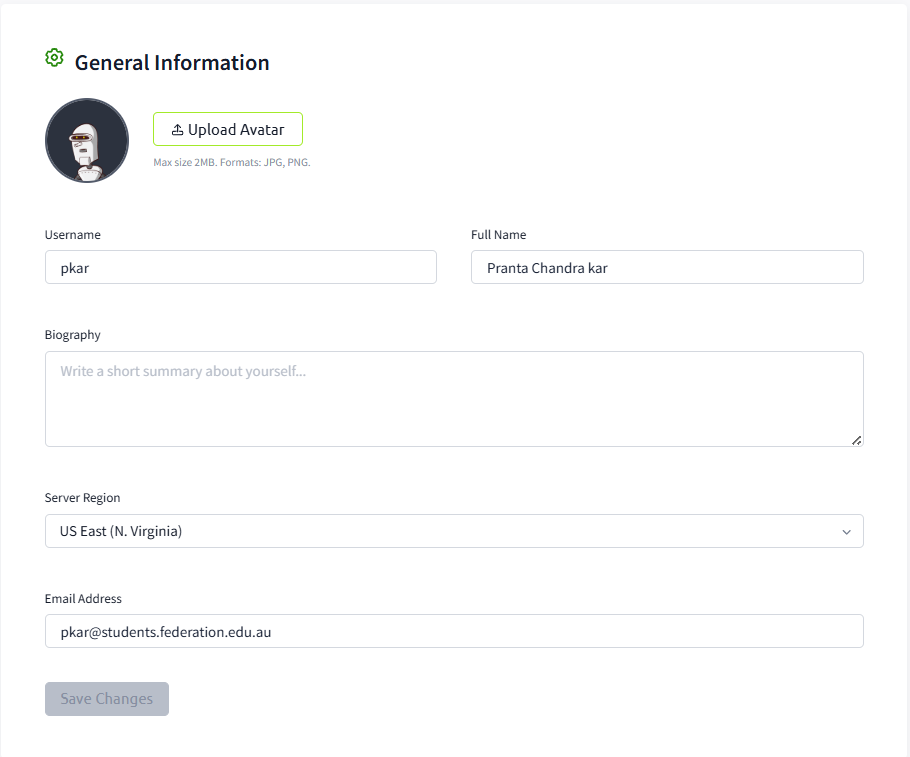 General Information
Upload Avatar
Max size 2MB. Formats: JPG, PNG.
Username
Full Name
pkar
Pranta Chandra kar
Biography
Write a short summary about yourself...
Server Region
US East (N. Virginia)
Email Address
pkar@students.federation.edu.au
Save Changes